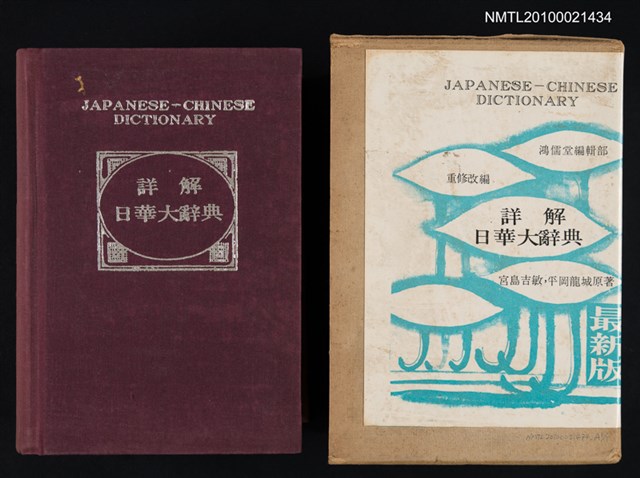 NMTL20100021434
JAPANESE-CHINESE
DICTIONARY
詳解
日華大辭典
JAPANESE-CHINESE
DICTIONARY
鴻儒堂編輯部
重修改編
詳解
日華大辭典
宮島吉敏,平岡龍城原著
最新版